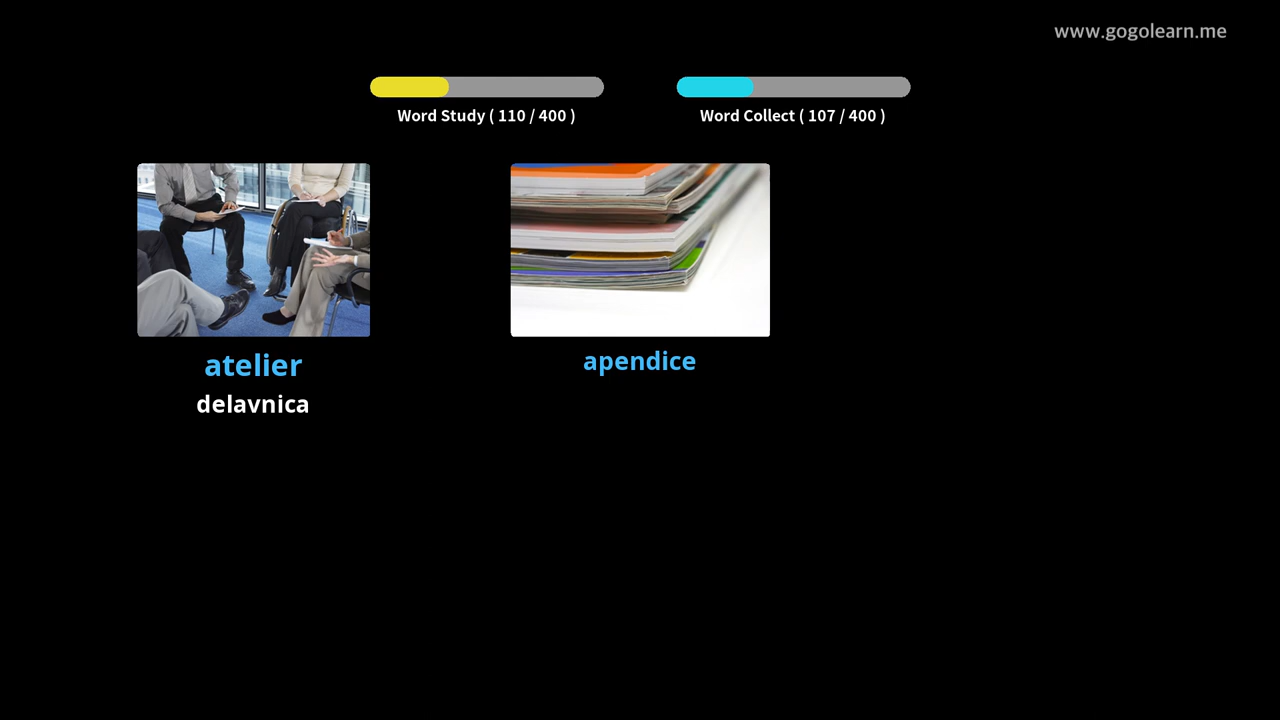 www.gogolearn.me
Word Study ( 110 / 400 )
Word Collect ( 107 / 400 )
atelier
delavnica
apendice